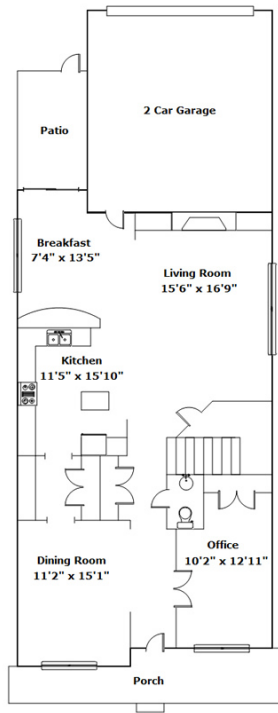 2 Car Garage
Patio
Breakfast
7'4" x 13'5"
Living Room
15'6" x 16'9"
Kitchen
11'5" x 15'10"
Office
10'2" x 12'11"
Dining Room
11'2" x 15'1"
Porch